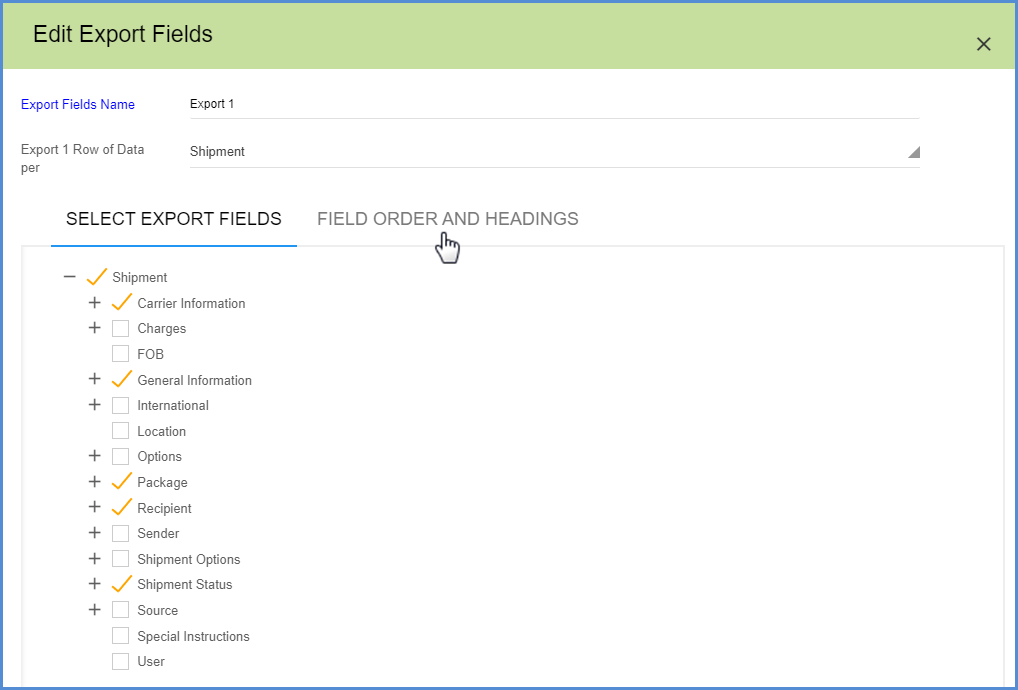 Edit Export Fields
Export Fields Name
Export 1
Export 1 Row of Data
per
Shipment
SELECT EXPORT FIELDS
FIELD ORDER AND HEADINGS
Shipment
Carrier Information
Charges
FOB
General Information
International
Location
Options
Package
Recipient
Sender
Shipment Options
Shipment Status
Source
Special Instructions
User